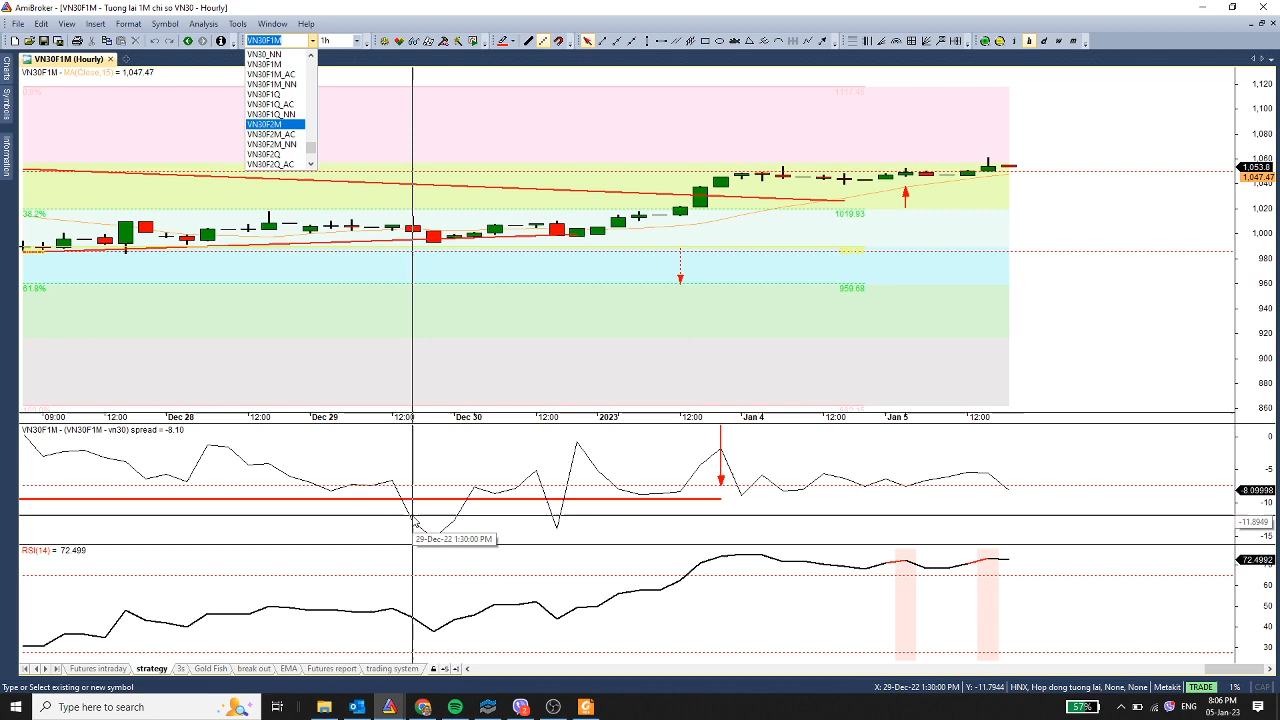 AmiBroker - [VN30F1M - Tuong lai 1M chi so VN30 - Hourly]
File Edit View Insert Format Symbol Analysis Tools Window Help
VN30F1M 1h
VN30F1M (Hourly)
VN30F1M - MA(Close,15) = 1,047.47
VN30_NN
VN30F1M
VN30F1M_AC
VN30F1M_NN
VN30F1Q
VN30F1Q_AC
VN30F1Q_NN
VN30F2M
VN30F2M_AC
VN30F2M_NN
VN30F2Q
VN30F2Q_AC
Charts
Symbols
Information
0.0% 1117.45
38.2% 1019.93
61.8% 959.68
1,120
1,100
1,080
1,060
1,053.8
1,047.47
1,040
1,020
1,000
980
960
940
920
900
880
860
09:00 12:00 Dec 28 12:00 Dec 29 12:00 Dec 30 12:00 2023 12:00 Jan 4 12:00 Jan 5 12:00
VN30F1M - (VN30F1M - vn30) spread = -8.10
0
-5
-8.09998
-10
-11.8949
-15
29-Dec-22 1:30:00 PM
RSI(14) = 72.499
72.4992
60
50
40
30
Futures intraday strategy 3s Gold Fish break out EMA Futures report trading system
Type or Select existing or new symbol
X: 29-Dec-22 1:30:00 PM Y: -11.7944 HNX, Hop dong tuong lai, None, None Metakit TRADE 1% CAP
Type here to search
57%
8:06 PM
05-Jan-23